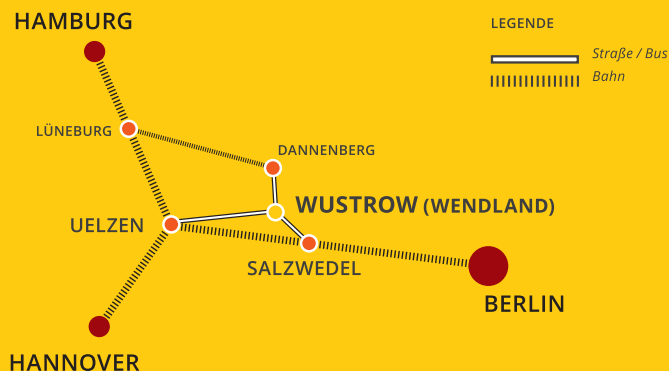 HAMBURG
LEGENDE
Straße / Bus
Bahn
LÜNEBURG
DANNENBERG
WUSTROW (WENDLAND)
UELZEN
SALZWEDEL
BERLIN
HANNOVER